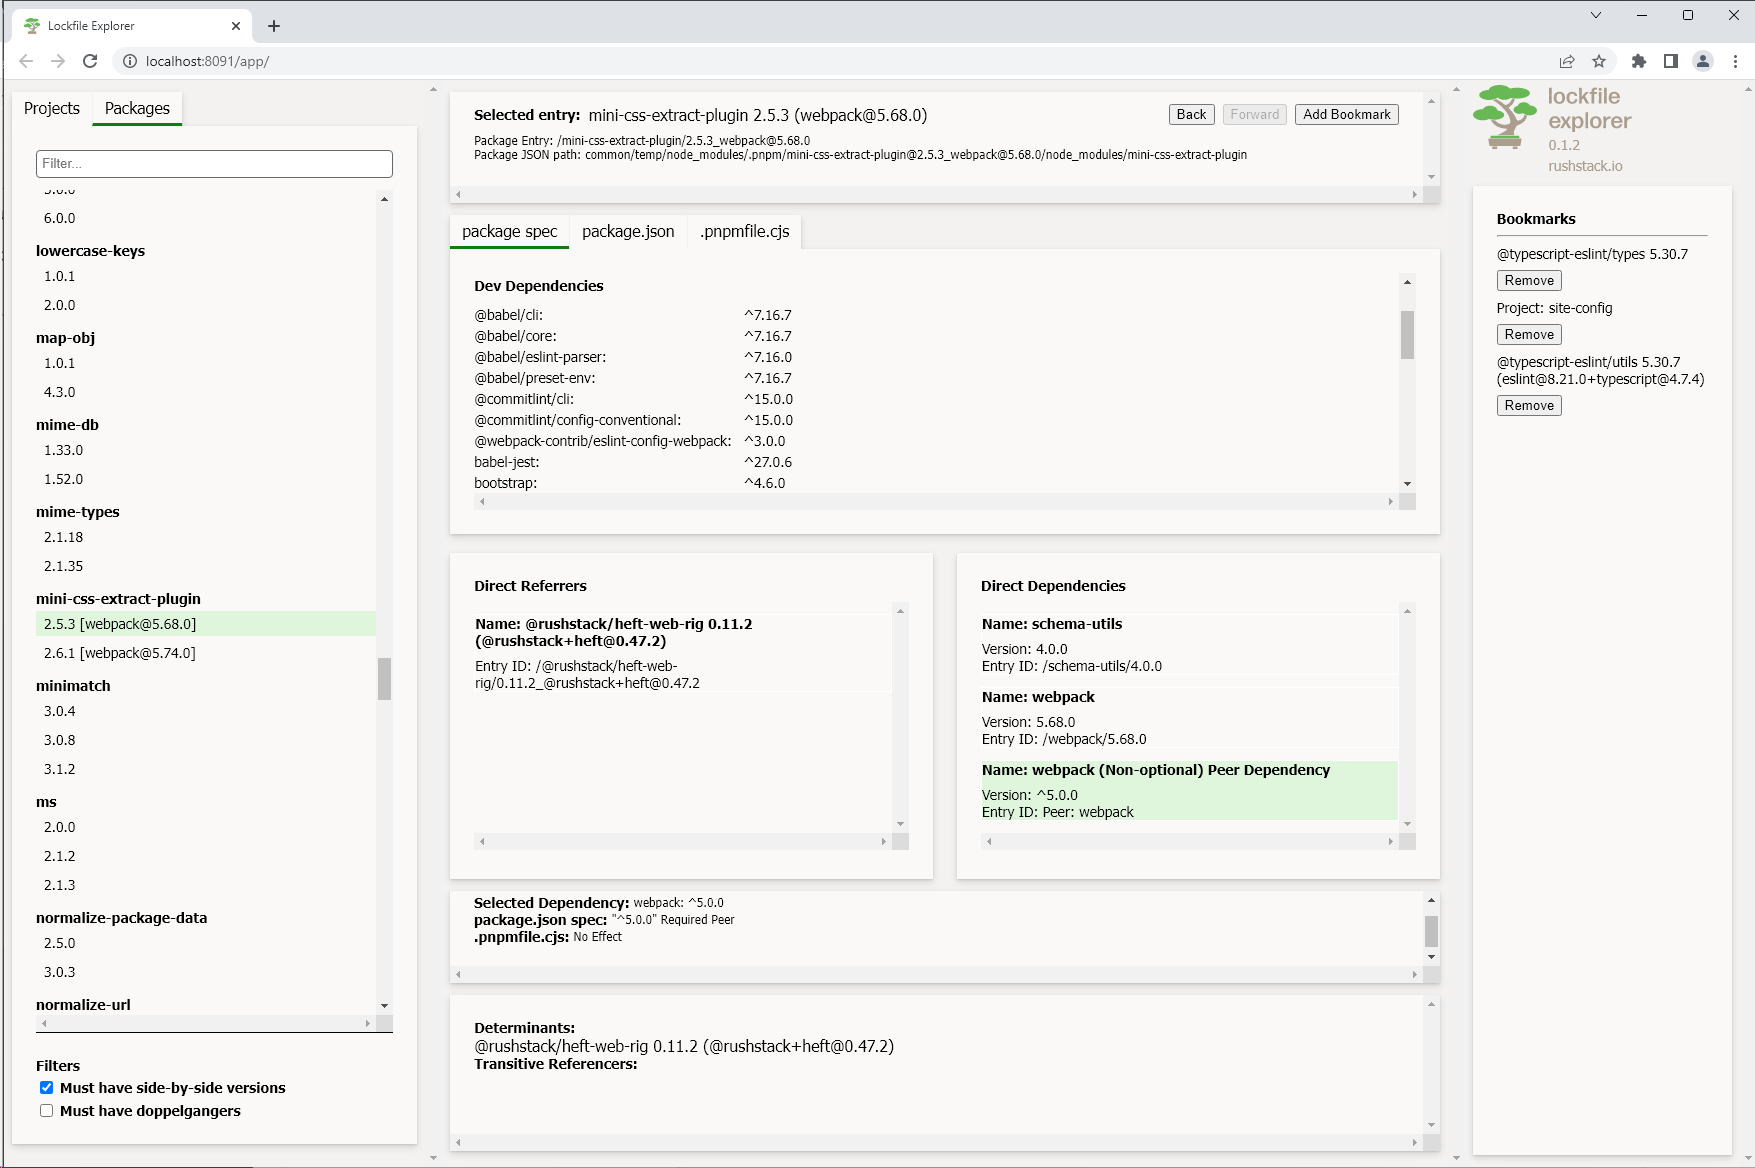 Lockfile Explorer
localhost:8091/app/
Projects
Packages
Filter...
6.0.0
lowercase-keys
1.0.1
2.0.0
map-obj
1.0.1
4.3.0
mime-db
1.33.0
1.52.0
mime-types
2.1.18
2.1.35
mini-css-extract-plugin
2.5.3 [webpack@5.68.0]
2.6.1 [webpack@5.74.0]
minimatch
3.0.4
3.0.8
3.1.2
ms
2.0.0
2.1.2
2.1.3
normalize-package-data
2.5.0
3.0.3
normalize-url
Filters
Must have side-by-side versions
Must have doppelgangers
Selected entry: mini-css-extract-plugin 2.5.3 (webpack@5.68.0)
Back
Forward
Add Bookmark
Package Entry: /mini-css-extract-plugin/2.5.3_webpack@5.68.0
Package JSON path: common/temp/node_modules/.pnpm/mini-css-extract-plugin@2.5.3_webpack@5.68.0/node_modules/mini-css-extract-plugin
package spec
package.json
.pnpmfile.cjs
Dev Dependencies
@babel/cli: ^7.16.7
@babel/core: ^7.16.7
@babel/eslint-parser: ^7.16.0
@babel/preset-env: ^7.16.7
@commitlint/cli: ^15.0.0
@commitlint/config-conventional: ^15.0.0
@webpack-contrib/eslint-config-webpack: ^3.0.0
babel-jest: ^27.0.6
bootstrap: ^4.6.0
Direct Referrers
Name: @rushstack/heft-web-rig 0.11.2
(@rushstack+heft@0.47.2)
Entry ID: /@rushstack/heft-web-
rig/0.11.2_@rushstack+heft@0.47.2
Direct Dependencies
Name: schema-utils
Version: 4.0.0
Entry ID: /schema-utils/4.0.0
Name: webpack
Version: 5.68.0
Entry ID: /webpack/5.68.0
Name: webpack (Non-optional) Peer Dependency
Version: ^5.0.0
Entry ID: Peer: webpack
Selected Dependency: webpack: ^5.0.0
package.json spec: "^5.0.0" Required Peer
.pnpmfile.cjs: No Effect
Determinants:
@rushstack/heft-web-rig 0.11.2 (@rushstack+heft@0.47.2)
Transitive Referencers:
lockfile
explorer
0.1.2
rushstack.io
Bookmarks
@typescript-eslint/types 5.30.7
Remove
Project: site-config
Remove
@typescript-eslint/utils 5.30.7
(eslint@8.21.0+typescript@4.7.4)
Remove